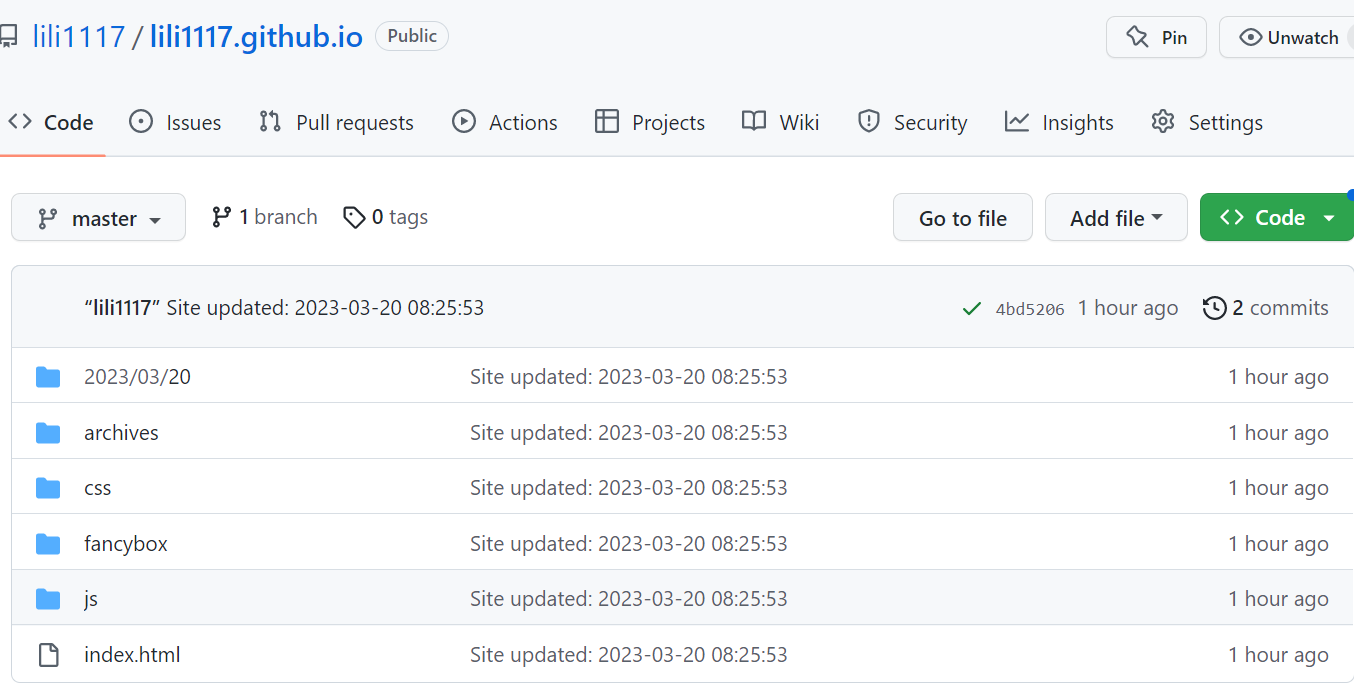 lili1117 / lili1117.github.io Public Pin Unwatch
Code Issues Pull requests Actions Projects Wiki Security Insights Settings
master 1 branch 0 tags Go to file Add file Code
“lili1117” Site updated: 2023-03-20 08:25:53 4bd5206 1 hour ago 2 commits
2023/03/20 Site updated: 2023-03-20 08:25:53 1 hour ago
archives Site updated: 2023-03-20 08:25:53 1 hour ago
css Site updated: 2023-03-20 08:25:53 1 hour ago
fancybox Site updated: 2023-03-20 08:25:53 1 hour ago
js Site updated: 2023-03-20 08:25:53 1 hour ago
index.html Site updated: 2023-03-20 08:25:53 1 hour ago